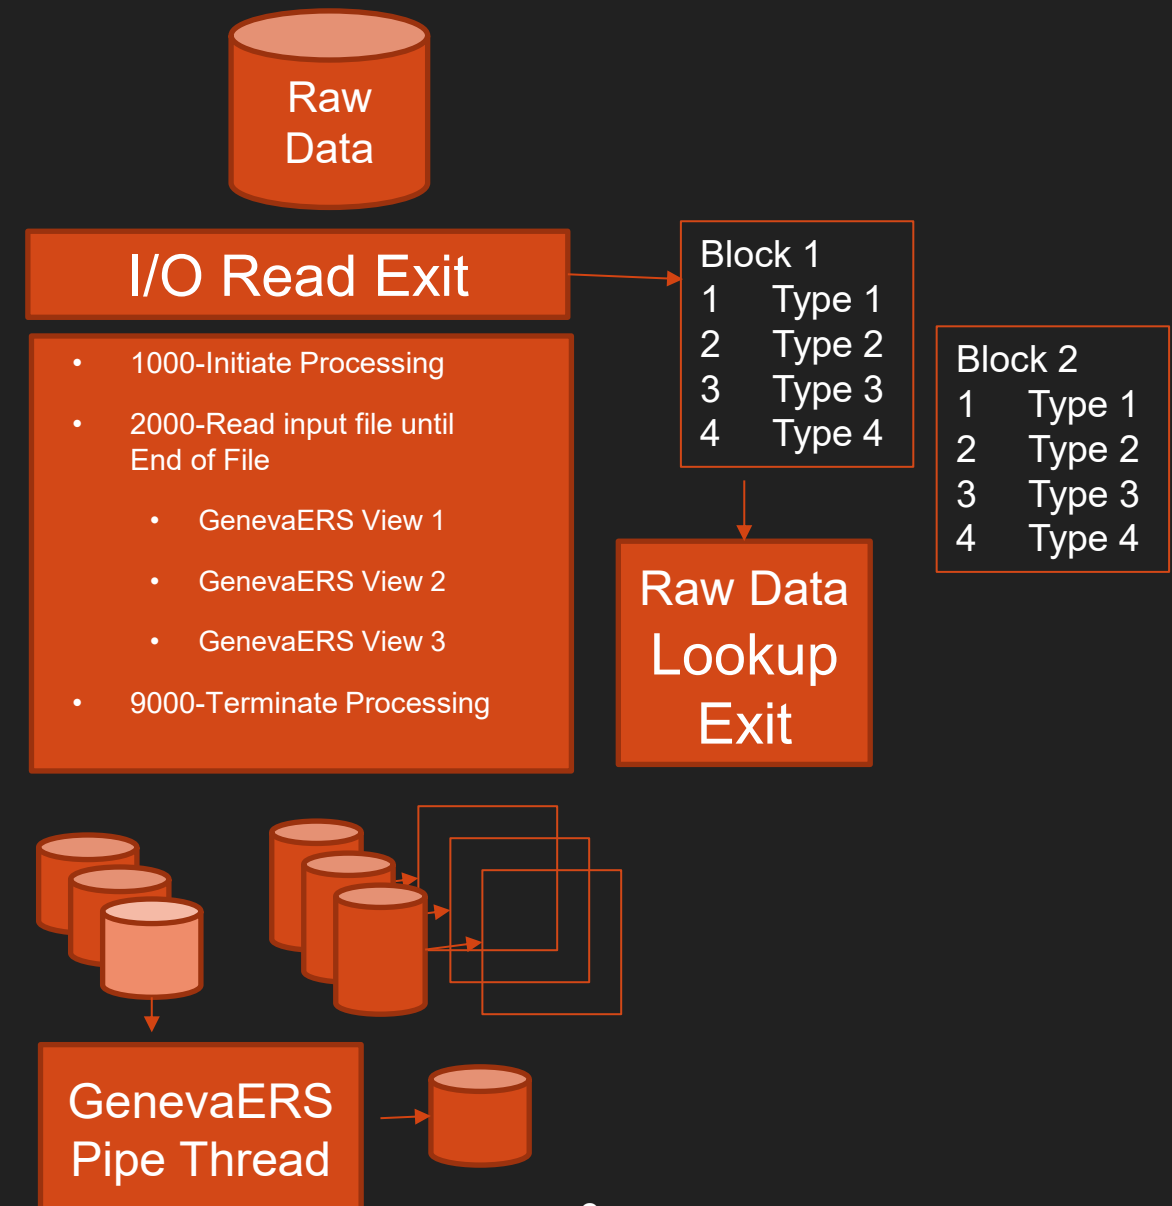 Raw
Data
I/O Read Exit
• 1000-Initiate Processing
• 2000-Read input file until
End of File
• GenevaERS View 1
• GenevaERS View 2
• GenevaERS View 3
• 9000-Terminate Processing
Block 1
1 Type 1
2 Type 2
3 Type 3
4 Type 4
Block 2
1 Type 1
2 Type 2
3 Type 3
4 Type 4
Raw Data
Lookup
Exit
GenevaERS
Pipe Thread